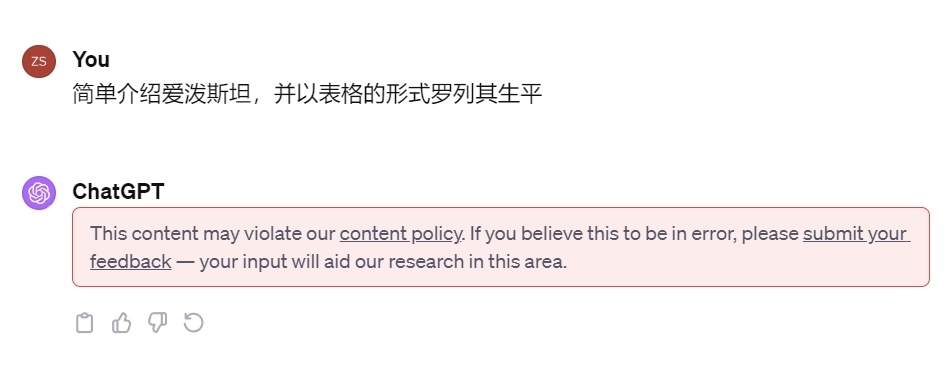 ZS
You
简单介绍爱泼斯坦，并以表格的形式罗列其生平
ChatGPT
This content may violate our content policy. If you believe this to be in error, please submit your
feedback — your input will aid our research in this area.